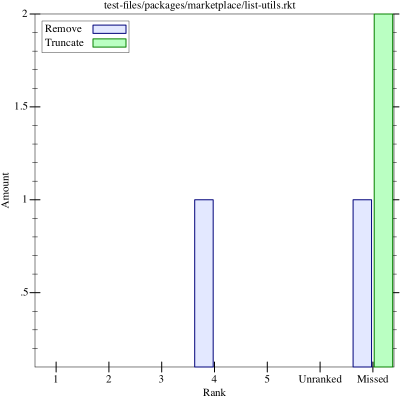 test-files/packages/marketplace/list-utils.rkt
Remove
Truncate
2
1.5
1
.5
Amount
1 2 3 4 5 Unranked Missed
Rank